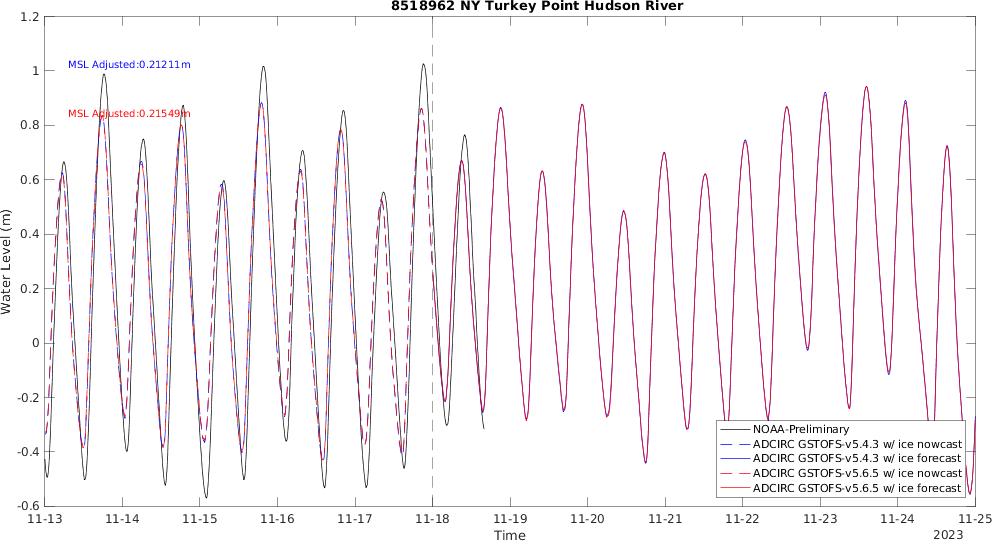 8518962 NY Turkey Point Hudson River
1.2
1
0.8
0.6
0.4
0.2
0
-0.2
-0.4
-0.6
Water Level (m)
MSL Adjusted:0.21211m
MSL Adjusted:0.21549m
NOAA-Preliminary
ADCIRC GSTOFS-v5.4.3 w/ ice nowcast
ADCIRC GSTOFS-v5.4.3 w/ ice forecast
ADCIRC GSTOFS-v5.6.5 w/ ice nowcast
ADCIRC GSTOFS-v5.6.5 w/ ice forecast
11-13 11-14 11-15 11-16 11-17 11-18 11-19 11-20 11-21 11-22 11-23 11-24 11-25
Time
2023